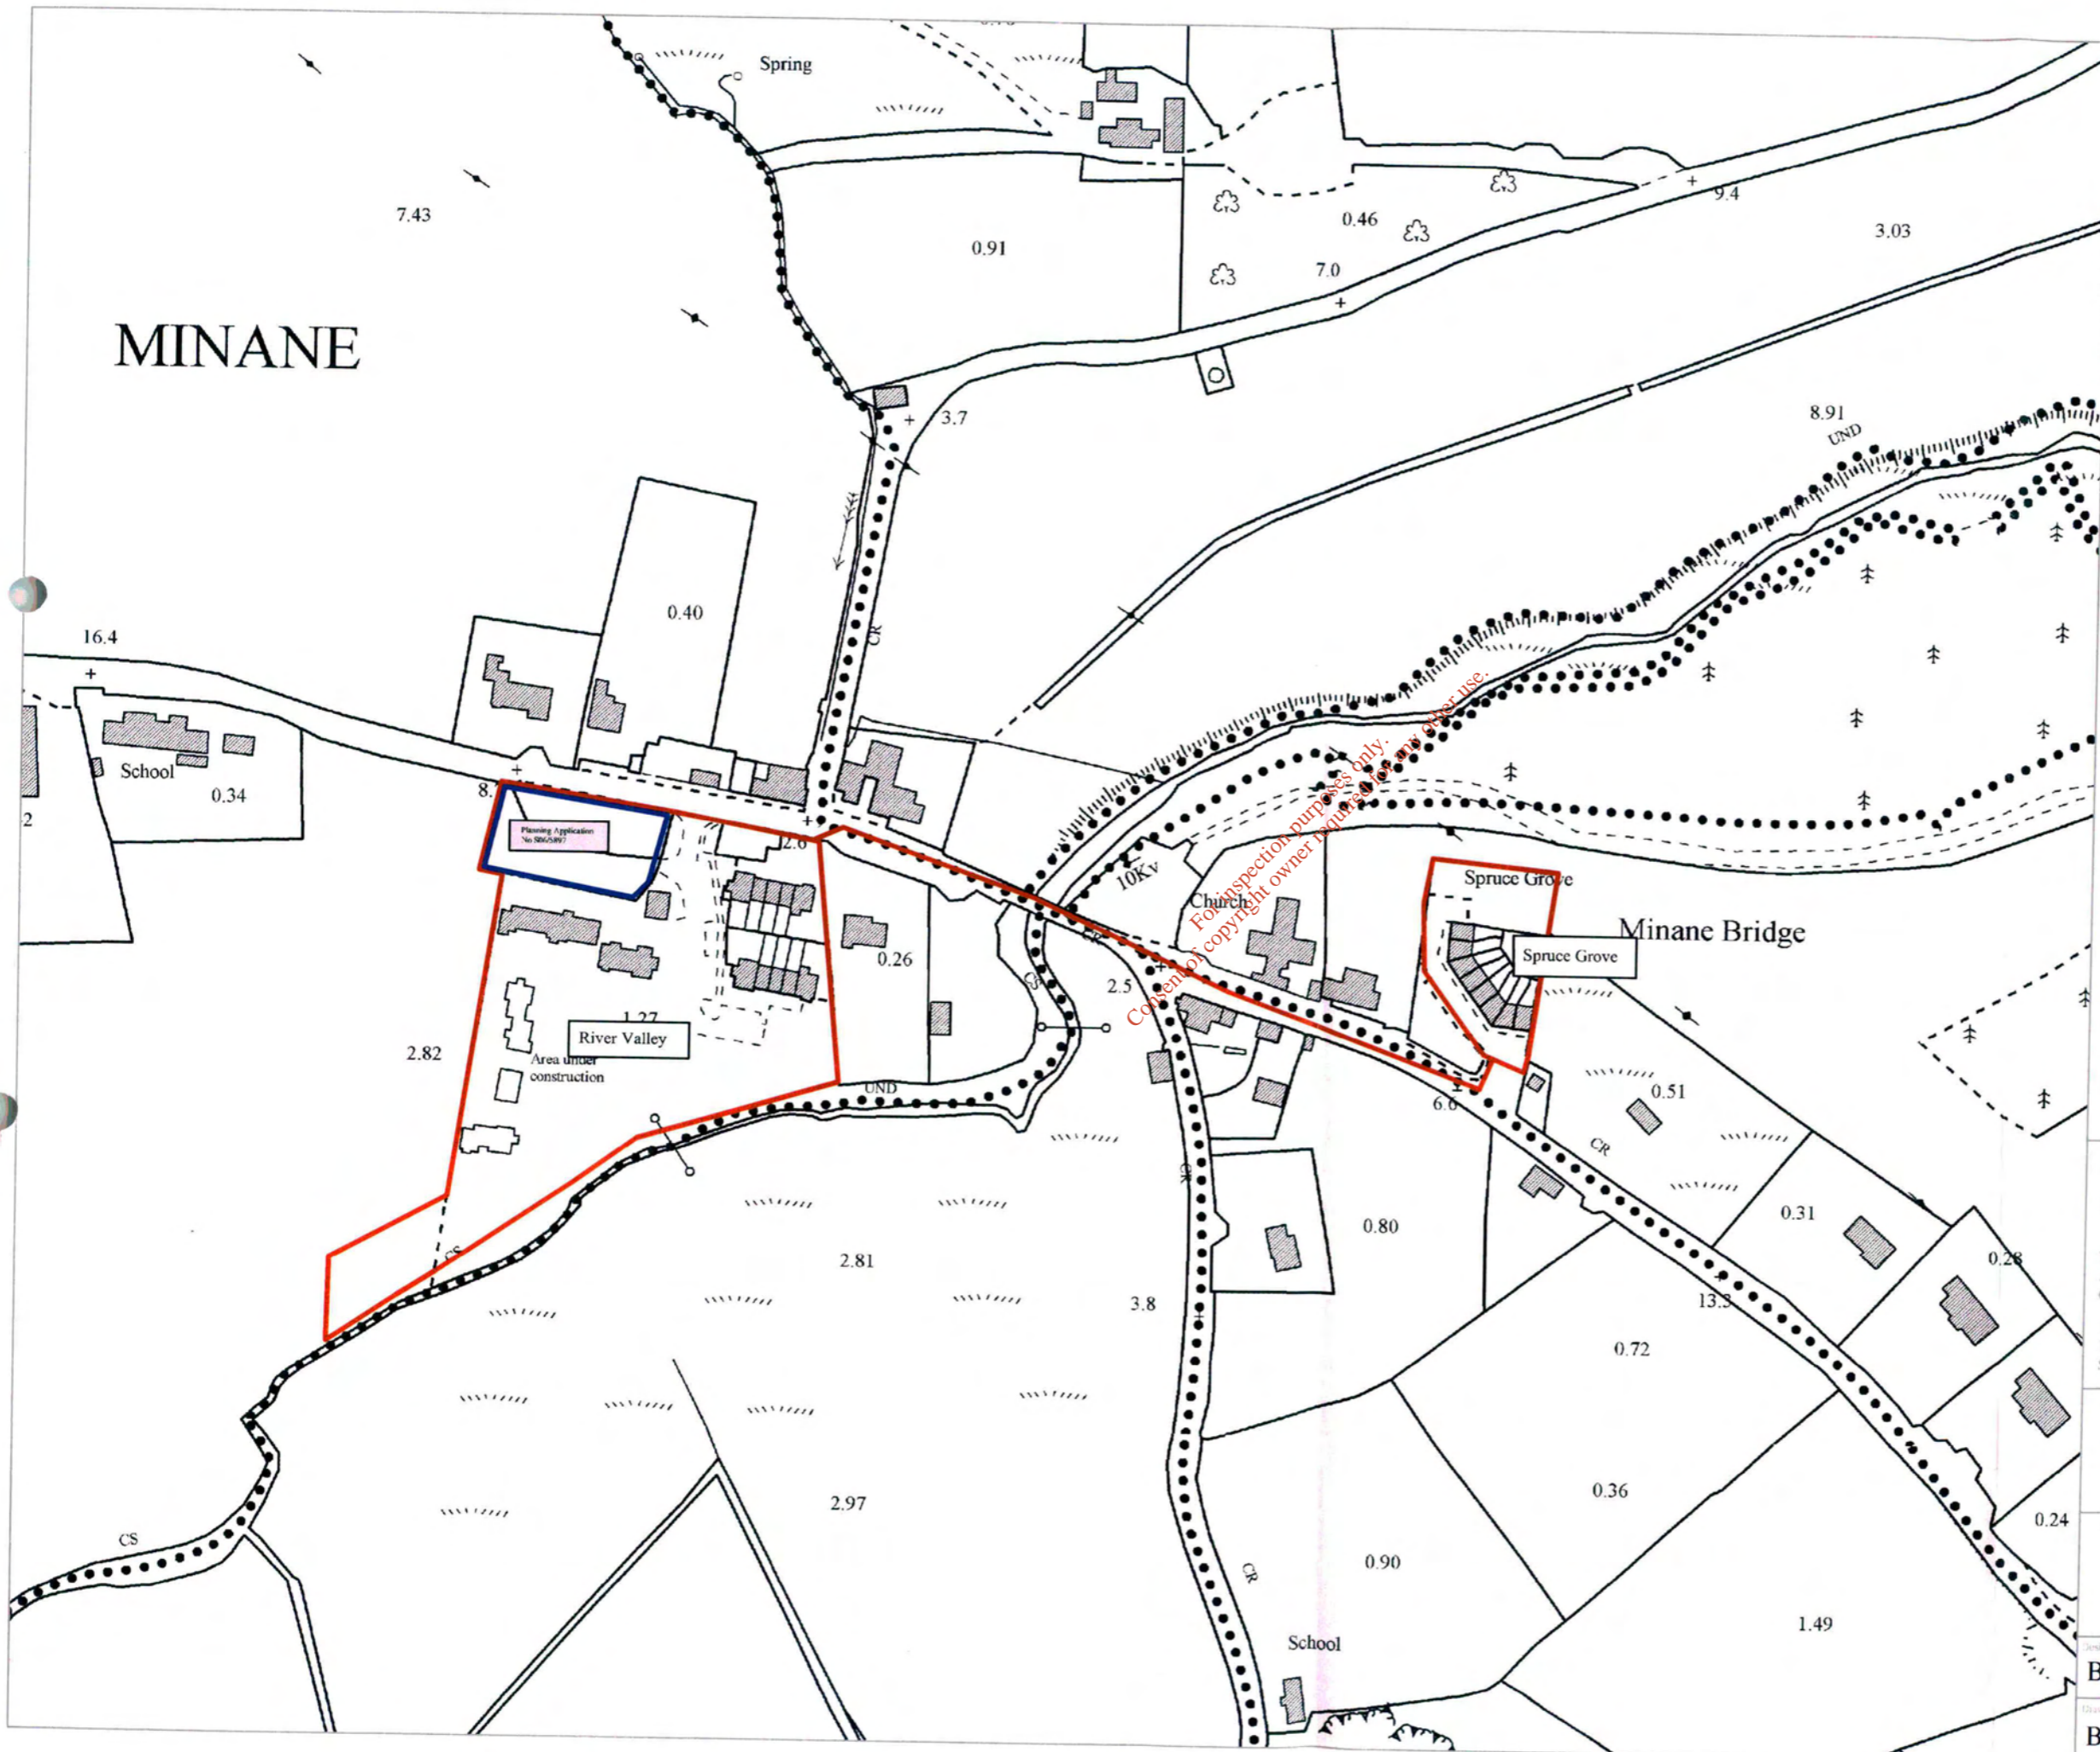 Spring
7.43
0.91
0.46
9.4
3.03
7.0
MINANE
3.7
8.91
UND
0.40
CR
16.4
School
0.34
2
8.
Planning Application
2.6
10Kv
Church
For inspection purposes only.
Consent of copyright owner required for any other use.
Spruce Grove
Minane Bridge
Spruce Grove
0.26
CR
CS
2.5
1.27
River Valley
Area under
construction
2.82
UND
6.6
0.51
CR
CR
CS
0.80
0.31
0.28
2.81
3.8
13.3
0.72
2.97
0.36
0.24
CS
0.90
CR
1.49
School
B
B